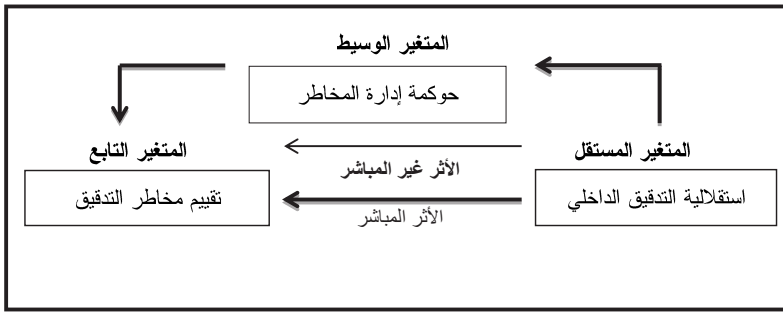 المتغير الوسيط
حوكمة إدارة المخاطر
المتغير المستقل
المتغير التابع
الأثر غير المباشر
استقلالية التدقيق الداخلي
تقييم مخاطر التدقيق
الأثر المباشر